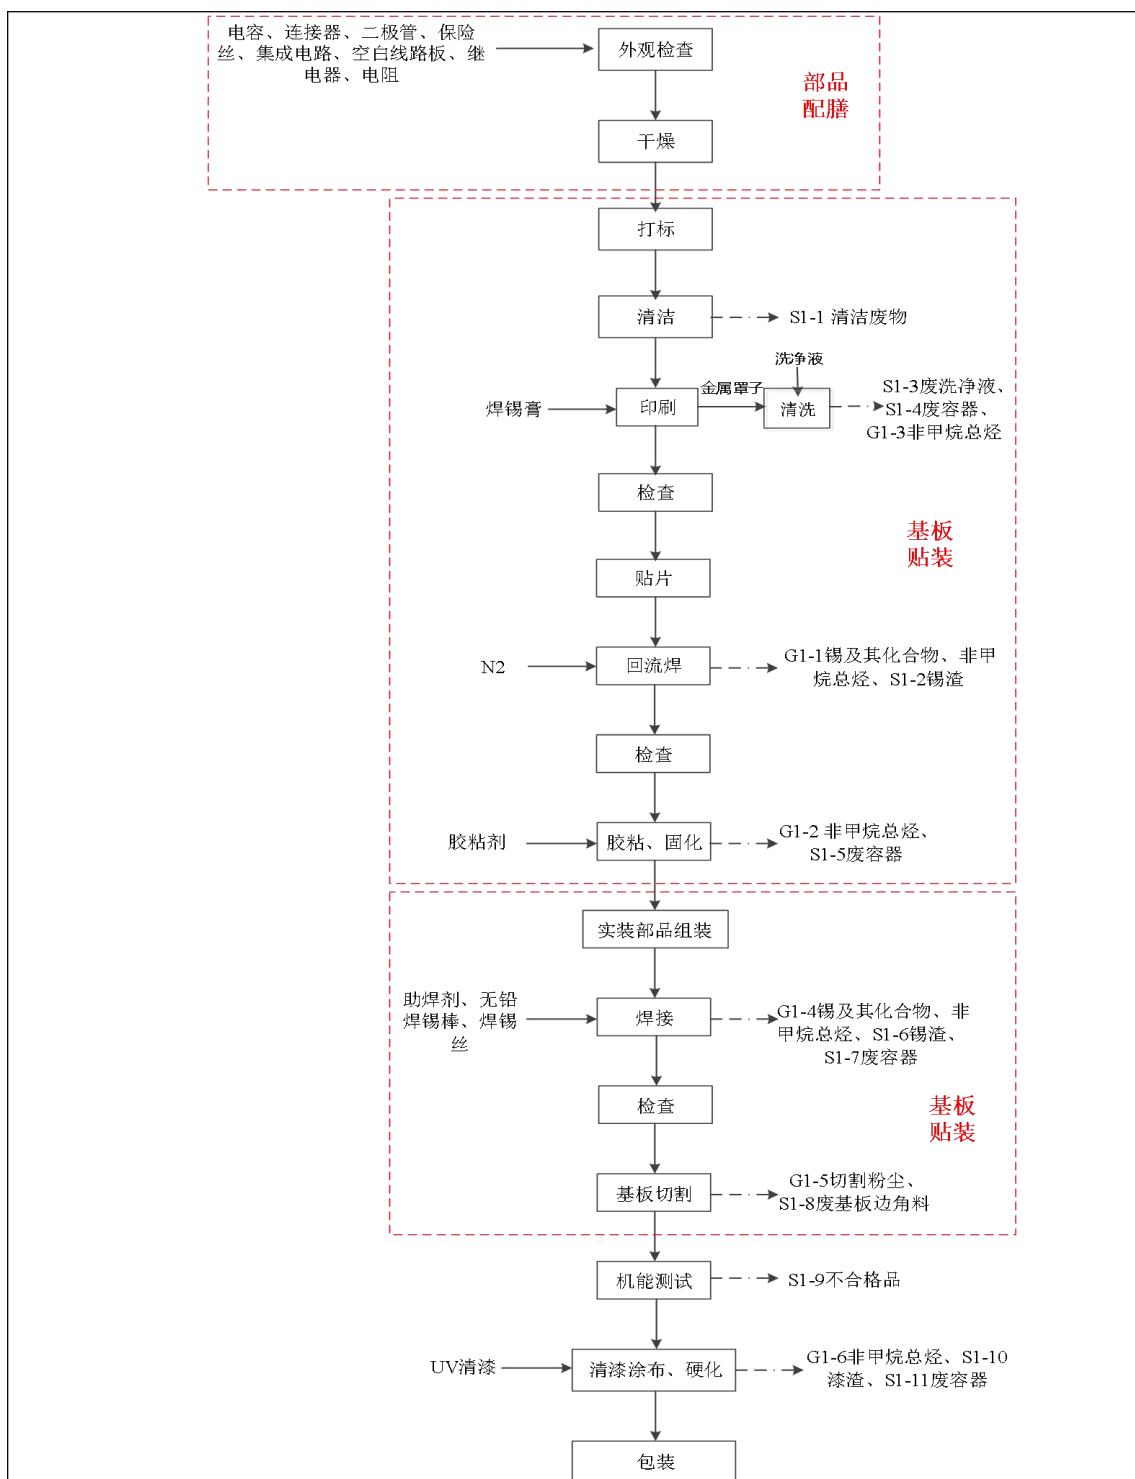 电容、连接器、二极管、保险
丝、集成电路、空白线路板、继
电器、电阻
外观检查
部品
配膳
干燥
打标
清洁
S1-1 清洁废物
洗净液
焊锡膏
印刷
金属罩子
清洗
S1-3废洗净液、
S1-4废容器、
G1-3非甲烷总烃
检查
基板
贴装
贴片
N2
回流焊
G1-1锡及其化合物、非甲
烷总烃、S1-2锡渣
检查
胶粘剂
胶粘、固化
G1-2 非甲烷总烃、
S1-5废容器
实装部品组装
助焊剂、无铅
焊锡棒、焊锡
丝
焊接
G1-4锡及其化合物、非
甲烷总烃、S1-6锡渣、
S1-7废容器
检查
基板
贴装
基板切割
G1-5切割粉尘、
S1-8废基板边角料
机能测试
S1-9不合格品
UV清漆
清漆涂布、硬化
G1-6非甲烷总烃、S1-10
漆渣、S1-11废容器
包装